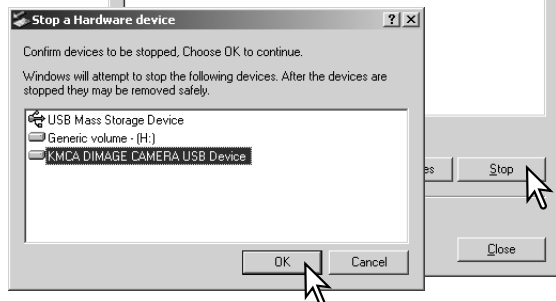 Stop a Hardware device
Confirm devices to be stopped, Choose OK to continue.
Windows will attempt to stop the following devices. After the devices are
stopped they may be removed safely.
USB Mass Storage Device
Generic volume - (H:)
KMCA DIMAGE CAMERA USB Device
OK
Cancel
es
Stop
Close